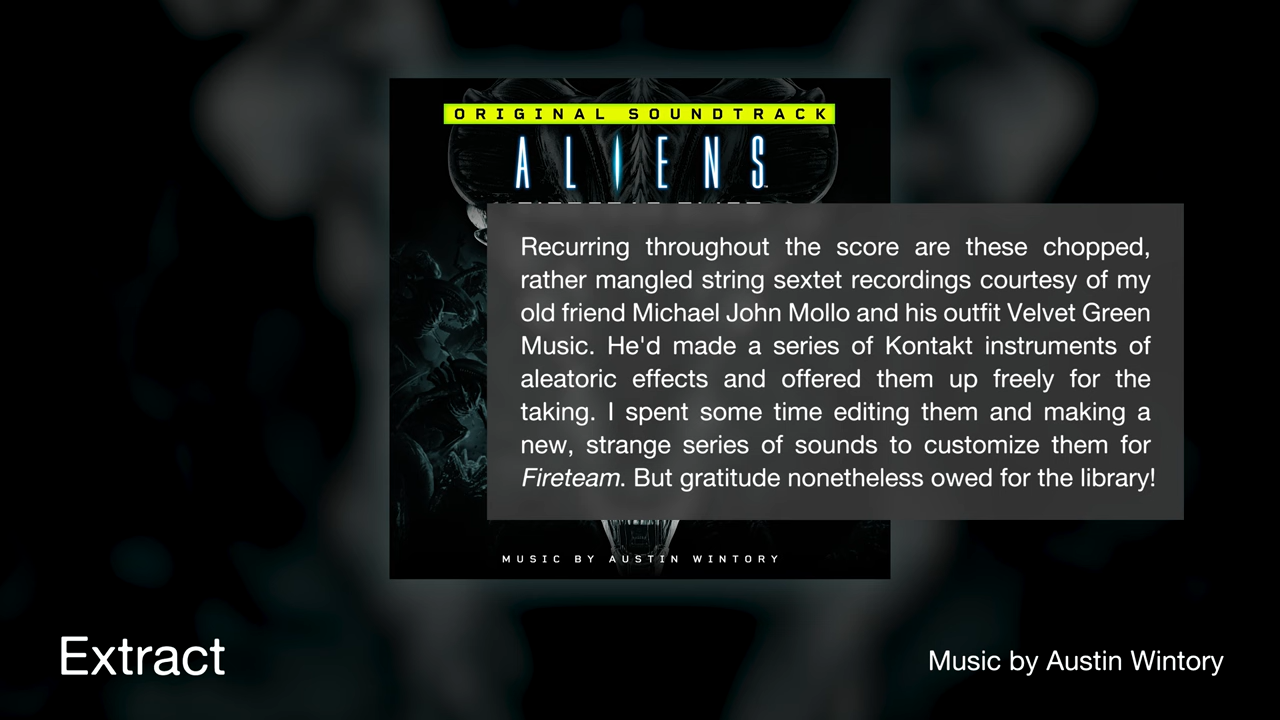 ORIGINAL SOUNDTRACK
ALIENS
Recurring throughout the score are these chopped,
rather mangled string sextet recordings courtesy of my
old friend Michael John Mollo and his outfit Velvet Green
Music. He'd made a series of Kontakt instruments of
aleatoric effects and offered them up freely for the
taking. I spent some time editing them and making a
new, strange series of sounds to customize them for
Fireteam. But gratitude nonetheless owed for the library!
MUSIC BY AUSTIN WINTORY
Extract
Music by Austin Wintory